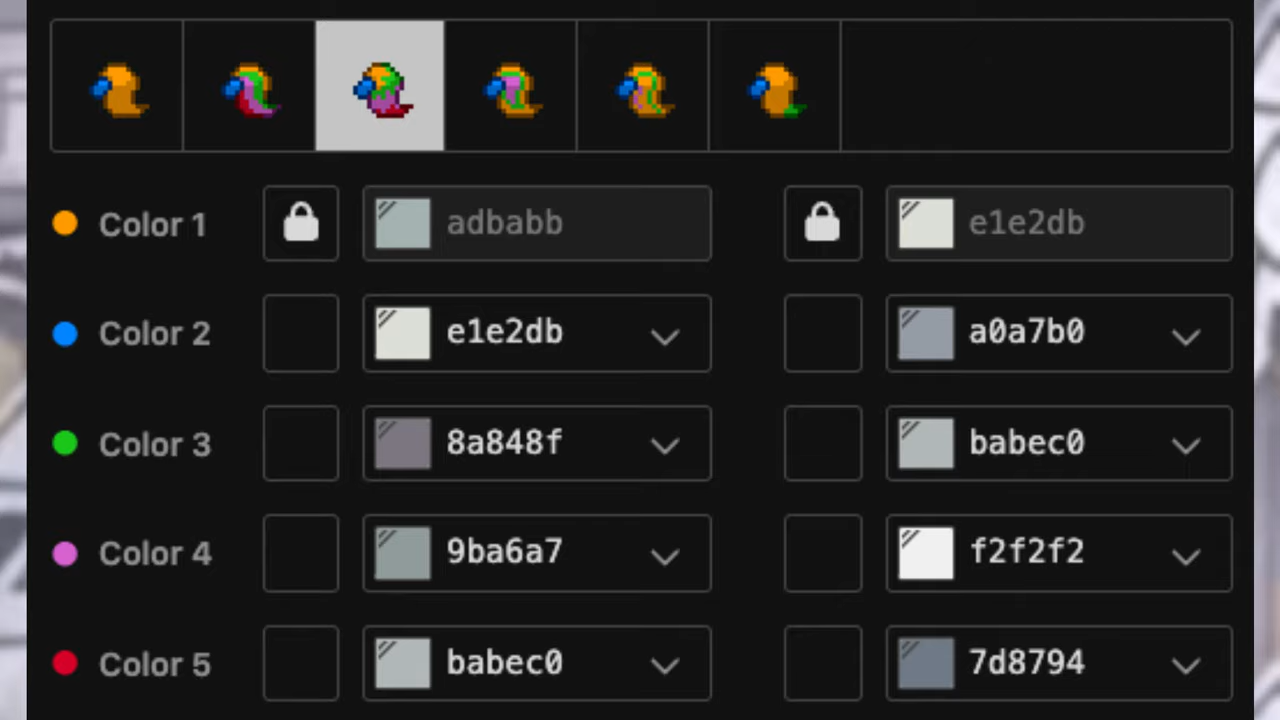 Color 1 adbabb e1e2db
Color 2 e1e2db a0a7b0
Color 3 8a848f babec0
Color 4 9ba6a7 f2f2f2
Color 5 babec0 7d8794